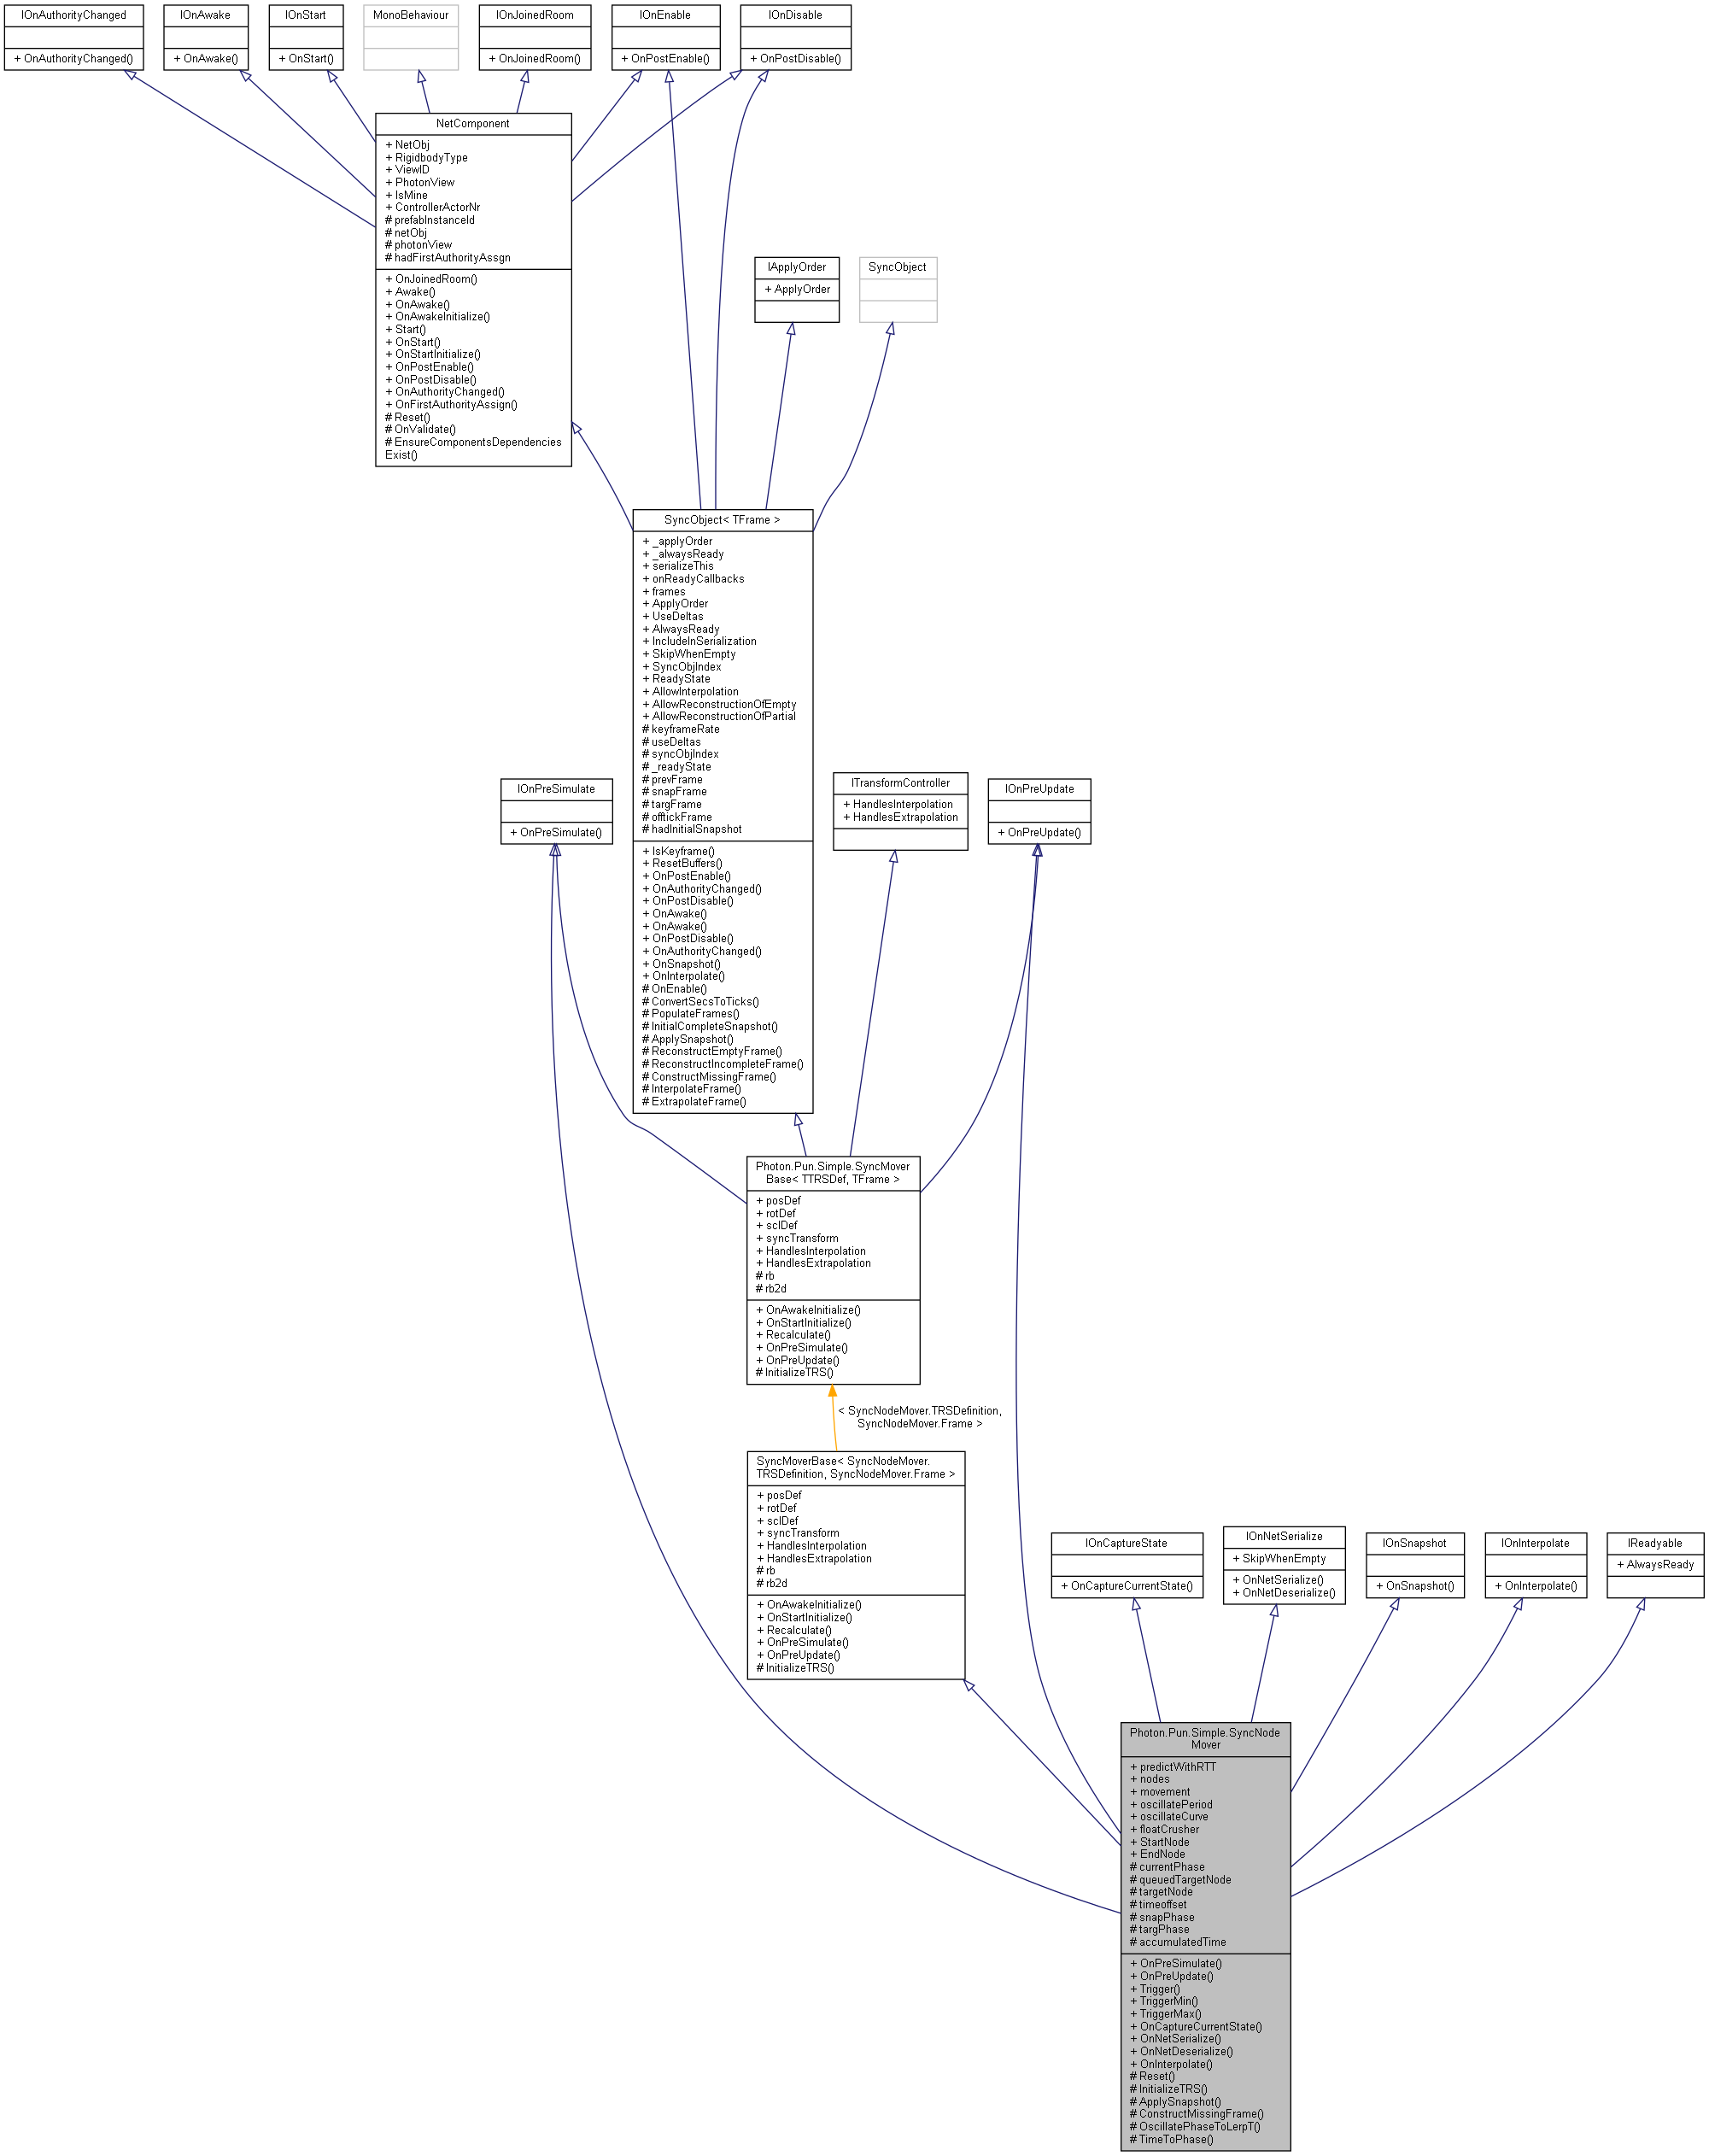 IOnAuthorityChanged
+ OnAuthorityChanged()
IOnAwake
+ OnAwake()
IOnStart
+ OnStart()
MonoBehaviour
IOnJoinedRoom
+ OnJoinedRoom()
IOnEnable
+ OnPostEnable()
IOnDisable
+ OnPostDisable()
NetComponent
+ NetObj
+ RigidbodyType
+ ViewID
+ PhotonView
+ IsMine
+ ControllerActorNr
# prefabInstanceId
# netObj
# photonView
# hadFirstAuthorityAssgn
+ OnJoinedRoom()
+ Awake()
+ OnAwake()
+ OnAwakeInitialize()
+ Start()
+ OnStart()
+ OnStartInitialize()
+ OnPostEnable()
+ OnPostDisable()
+ OnAuthorityChanged()
+ OnFirstAuthorityAssign()
# Reset()
# OnValidate()
# EnsureComponentsDependencies
Exist()
IApplyOrder
+ ApplyOrder
SyncObject
SyncObject< TFrame >
+ _applyOrder
+ _alwaysReady
+ serializeThis
+ onReadyCallbacks
+ frames
+ ApplyOrder
+ UseDeltas
+ AlwaysReady
+ IncludeInSerialization
+ SkipWhenEmpty
+ SyncObjIndex
+ ReadyState
+ AllowInterpolation
+ AllowReconstructionOfEmpty
+ AllowReconstructionOfPartial
# keyframeRate
# useDeltas
# syncObjIndex
# _readyState
# prevFrame
# snapFrame
# targFrame
# offtickFrame
# hadInitialSnapshot
+ IsKeyframe()
+ ResetBuffers()
+ OnPostEnable()
+ OnAuthorityChanged()
+ OnPostDisable()
+ OnAwake()
+ OnAwake()
+ OnPostDisable()
+ OnAuthorityChanged()
+ OnSnapshot()
+ OnInterpolate()
# OnEnable()
# ConvertSecsToTicks()
# PopulateFrames()
# InitialCompleteSnapshot()
# ApplySnapshot()
# ReconstructEmptyFrame()
# ReconstructIncompleteFrame()
# ConstructMissingFrame()
# InterpolateFrame()
# ExtrapolateFrame()
IOnPreSimulate
+ OnPreSimulate()
ITransformController
+ HandlesInterpolation
+ HandlesExtrapolation
IOnPreUpdate
+ OnPreUpdate()
Photon.Pun.Simple.SyncMover
Base< TTRSDef, TFrame >
+ posDef
+ rotDef
+ sclDef
+ syncTransform
+ HandlesInterpolation
+ HandlesExtrapolation
# rb
# rb2d
+ OnAwakeInitialize()
+ OnStartInitialize()
+ Recalculate()
+ OnPreSimulate()
+ OnPreUpdate()
# InitializeTRS()
< SyncNodeMover.TRSDefinition,
SyncNodeMover.Frame >
SyncMoverBase< SyncNodeMover.
TRSDefinition, SyncNodeMover.Frame >
+ posDef
+ rotDef
+ sclDef
+ syncTransform
+ HandlesInterpolation
+ HandlesExtrapolation
# rb
# rb2d
+ OnAwakeInitialize()
+ OnStartInitialize()
+ Recalculate()
+ OnPreSimulate()
+ OnPreUpdate()
# InitializeTRS()
IOnCaptureState
+ OnCaptureCurrentState()
IOnNetSerialize
+ SkipWhenEmpty
+ OnNetSerialize()
+ OnNetDeserialize()
IOnSnapshot
+ OnSnapshot()
IOnInterpolate
+ OnInterpolate()
IReadyable
+ AlwaysReady
Photon.Pun.Simple.SyncNode
Mover
+ predictWithRTT
+ nodes
+ movement
+ oscillatePeriod
+ oscillateCurve
+ floatCrusher
+ StartNode
+ EndNode
# currentPhase
# queuedTargetNode
# targetNode
# timeoffset
# snapPhase
# targPhase
# accumulatedTime
+ OnPreSimulate()
+ OnPreUpdate()
+ Trigger()
+ TriggerMin()
+ TriggerMax()
+ OnCaptureCurrentState()
+ OnNetSerialize()
+ OnNetDeserialize()
+ OnInterpolate()
# Reset()
# InitializeTRS()
# ApplySnapshot()
# ConstructMissingFrame()
# OscillatePhaseToLerpT()
# TimeToPhase()